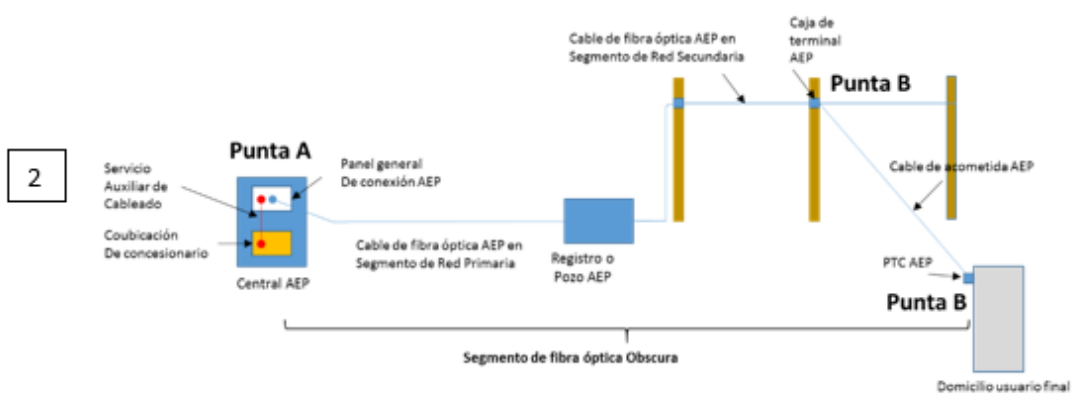 2
Punta A
Servicio
Auxiliar de
Cableado
Coubicación
De concesionario
Panel general
De conexión AEP
Central AEP
Cable de fibra óptica AEP en
Segmento de Red Primaria
Registro o
Pozo AEP
Cable de fibra óptica AEP en
Segmento de Red Secundaria
Caja de
terminal
AEP
Punta B
Cable de acometida AEP
PTC AEP
Punta B
Domicilio usuario final
Segmento de fibra óptica Obscura